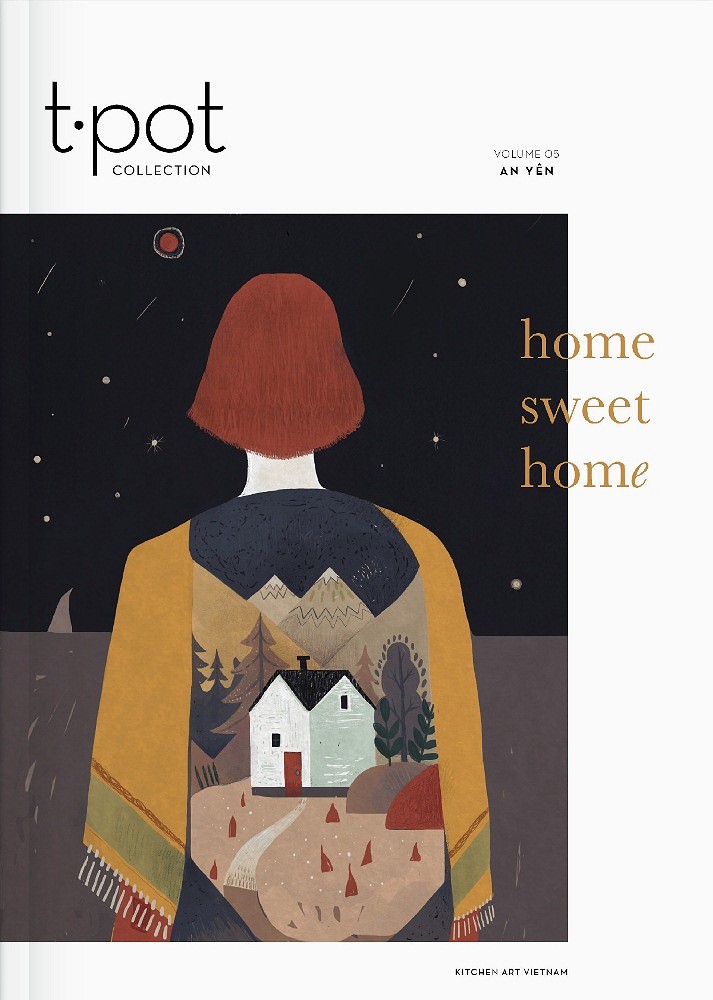 t·pot
COLLECTION
VOLUME 05
AN YÊN
home
sweet
home
KITCHEN ART VIETNAM